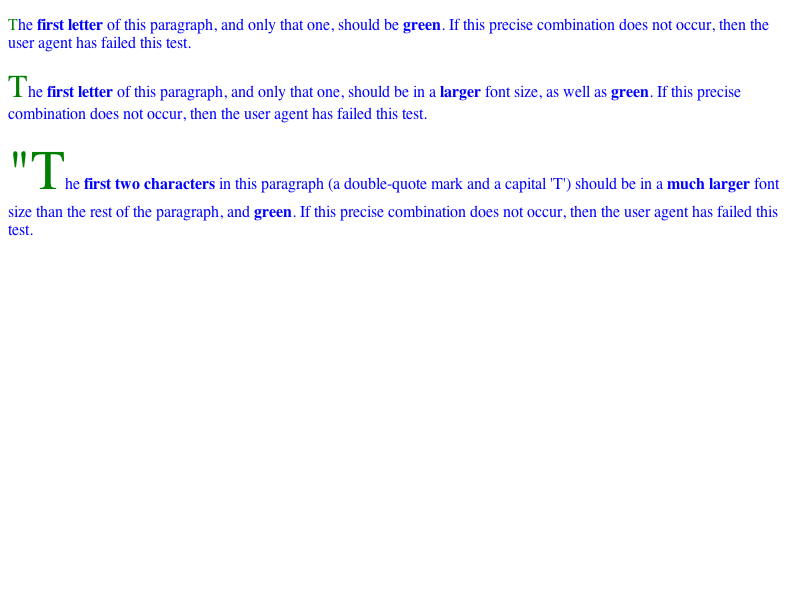 The first letter of this paragraph, and only that one, should be green. If this precise combination does not occur, then the
user agent has failed this test.
The first letter of this paragraph, and only that one, should be in a larger font size, as well as green. If this precise
combination does not occur, then the user agent has failed this test.
"The first two characters in this paragraph (a double-quote mark and a capital 'T') should be in a much larger font
size than the rest of the paragraph, and green. If this precise combination does not occur, then the user agent has failed this
test.